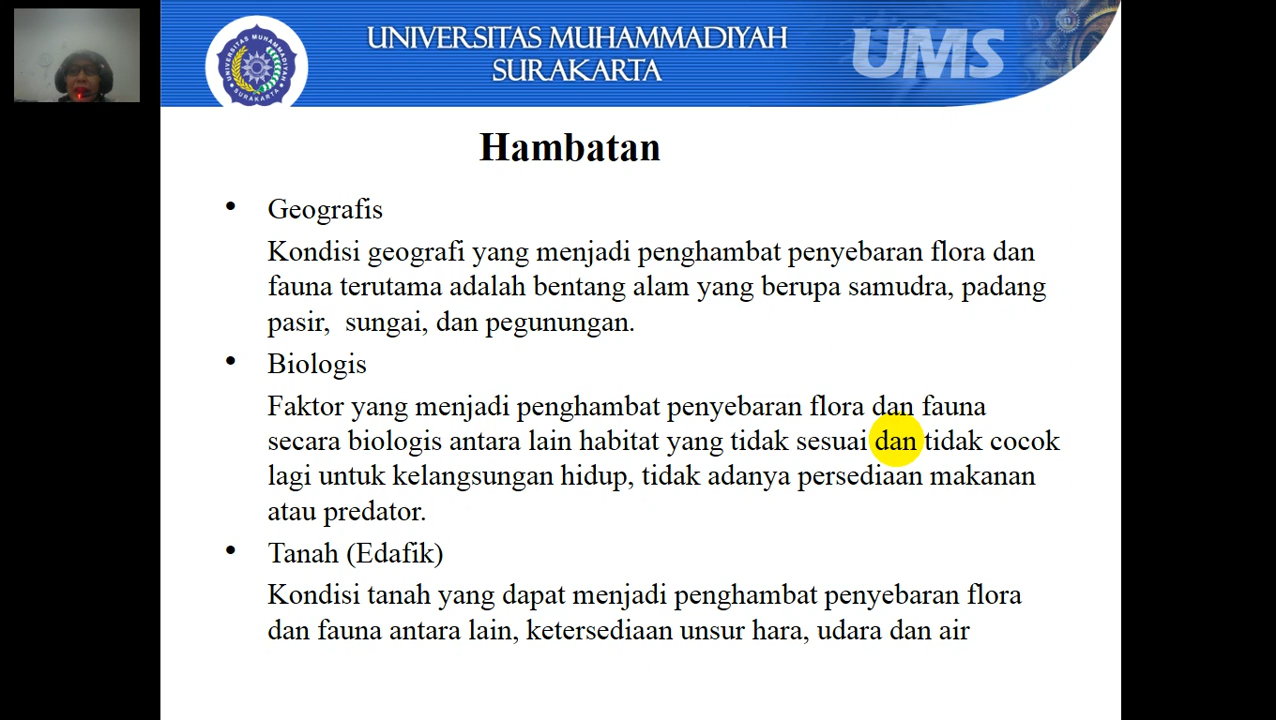 UNIVERSITAS MUHAMMADIYAH
SURAKARTA
UMS
UNIVERSITAS MUHAMMADIYAH
SURAKARTA
Hambatan
• Geografis
Kondisi geografi yang menjadi penghambat penyebaran flora dan
fauna terutama adalah bentang alam yang berupa samudra, padang
pasir, sungai, dan pegunungan.
• Biologis
Faktor yang menjadi penghambat penyebaran flora dan fauna
secara biologis antara lain habitat yang tidak sesuai dan tidak cocok
lagi untuk kelangsungan hidup, tidak adanya persediaan makanan
atau predator.
• Tanah (Edafik)
Kondisi tanah yang dapat menjadi penghambat penyebaran flora
dan fauna antara lain, ketersediaan unsur hara, udara dan air